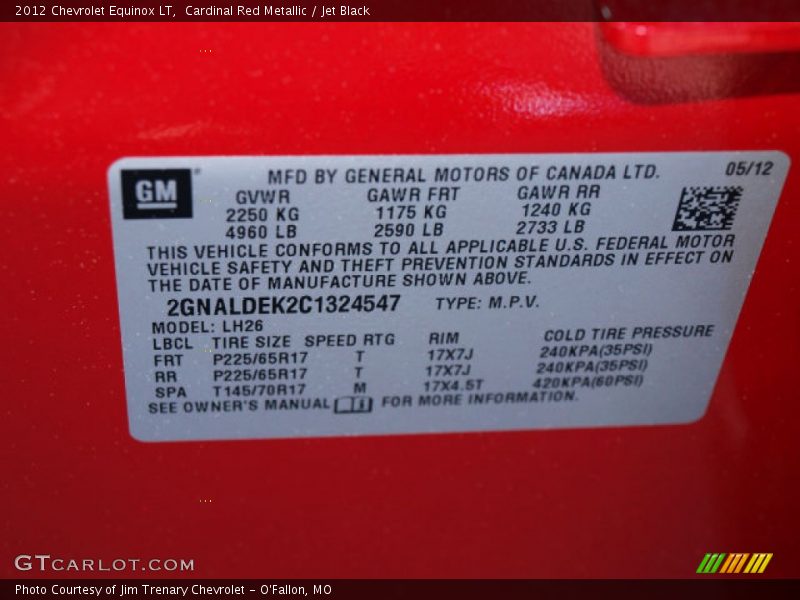 2012 Chevrolet Equinox LT, Cardinal Red Metallic / Jet Black
GM
MFD BY GENERAL MOTORS OF CANADA LTD. 05/12
GVWR GAWR FRT GAWR RR
2250 KG 1175 KG 1240 KG
4960 LB 2590 LB 2733 LB
THIS VEHICLE CONFORMS TO ALL APPLICABLE U.S. FEDERAL MOTOR
VEHICLE SAFETY AND THEFT PREVENTION STANDARDS IN EFFECT ON
THE DATE OF MANUFACTURE SHOWN ABOVE.
2GNALDEK2C1324547 TYPE: M.P.V.
MODEL: LH26
LBCL TIRE SIZE SPEED RTG RIM COLD TIRE PRESSURE
FRT P225/65R17 T 17X7J 240KPA(35PSI)
RR P225/65R17 T 17X7J 240KPA(35PSI)
SPA T145/70R17 M 17X4.5T 420KPA(60PSI)
SEE OWNER'S MANUAL FOR MORE INFORMATION.
GTCARLOT.COM
Photo Courtesy of Jim Trenary Chevrolet - O'Fallon, MO